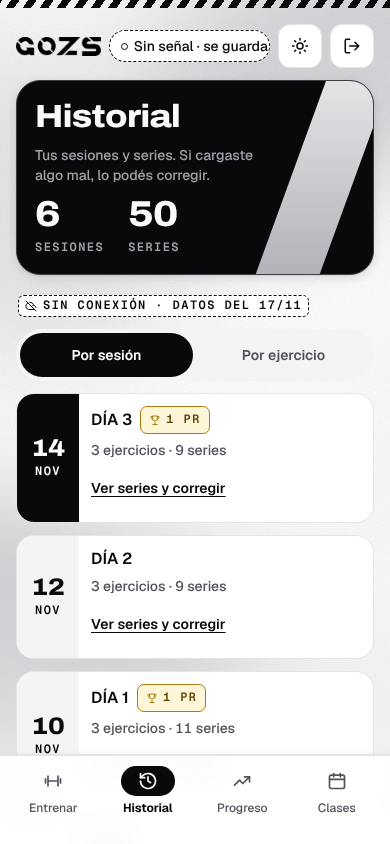 GOZS
Sin señal · se guarda
Historial
Tus sesiones y series. Si cargaste
algo mal, lo podés corregir.
6 50
SESIONES SERIES
SIN CONEXIÓN · DATOS DEL 17/11
Por sesión Por ejercicio
14
NOV
DÍA 3 1 PR
3 ejercicios · 9 series
Ver series y corregir
12
NOV
DÍA 2
3 ejercicios · 9 series
Ver series y corregir
10
NOV
DÍA 1 1 PR
3 ejercicios · 11 series
Entrenar Historial Progreso Clases